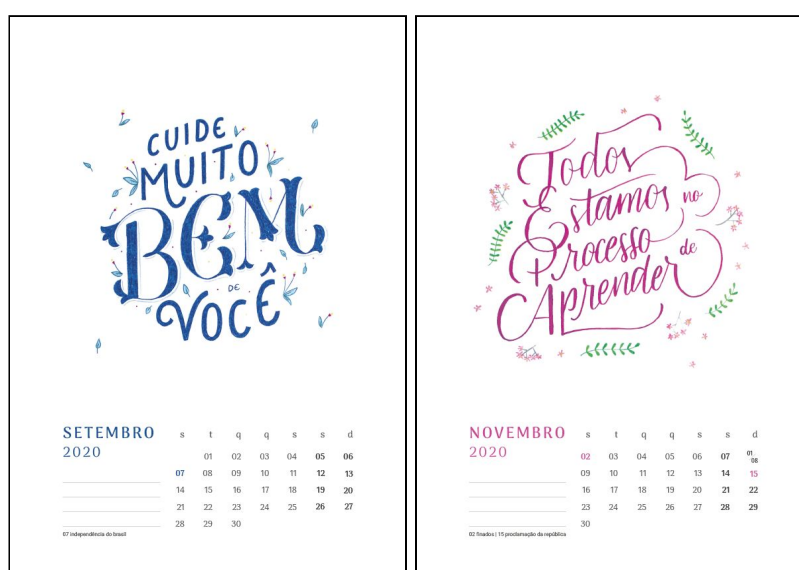 CUIDE
MUITO
BEM
DE
VOCÊ
SETEMBRO
2020
s t q q s s d
01 02 03 04 05 06
07 08 09 10 11 12 13
14 15 16 17 18 19 20
21 22 23 24 25 26 27
28 29 30
07 independência do brasil
Todos
Estamos no
Processo de
Aprender
NOVEMBRO
2020
s t q q s s d
02 03 04 05 06 07 01 08
09 10 11 12 13 14 15
16 17 18 19 20 21 22
23 24 25 26 27 28 29
30
02 finados | 15 proclamação da república